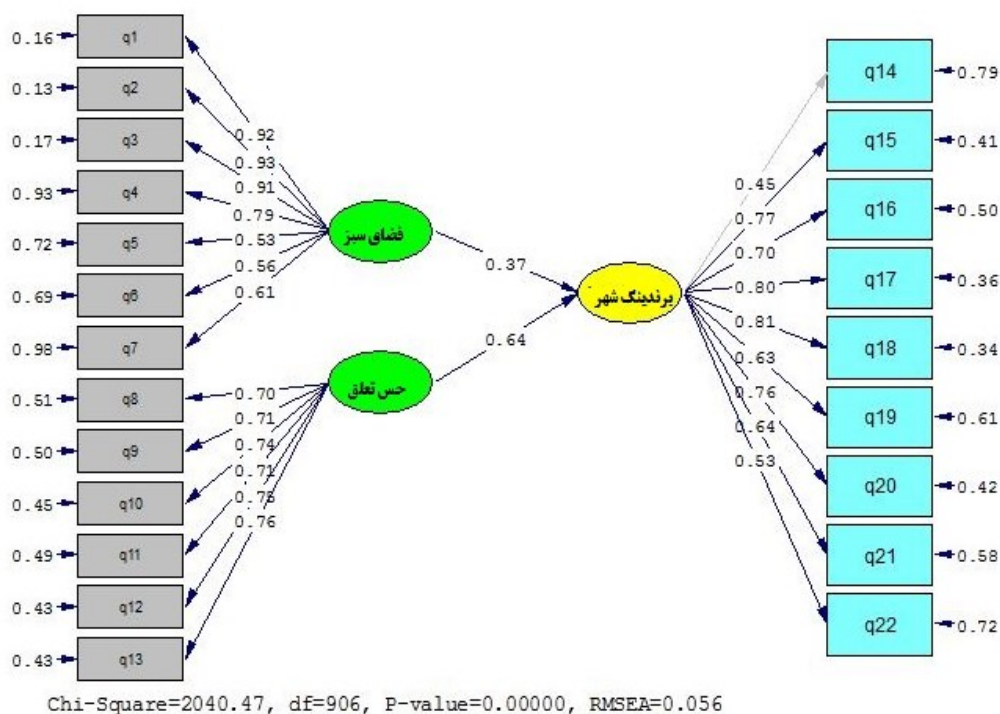 0.16
q1
0.13
q2
0.17
q3
0.93
q4
0.72
q5
0.69
q6
0.98
q7
0.51
q8
0.50
q9
0.45
q10
0.49
q11
0.43
q12
0.43
q13
0.92
0.93
0.91
0.79
0.53
0.56
0.61
0.70
0.71
0.74
0.71
0.75
0.76
فضای سبز
حس تعلق
0.37
0.64
برندینگ شهر
0.45
0.77
0.70
0.80
0.81
0.63
0.76
0.64
0.53
q14
0.79
q15
0.41
q16
0.50
q17
0.36
q18
0.34
q19
0.61
q20
0.42
q21
0.58
q22
0.72
Chi-Square=2040.47, df=906, P-value=0.00000, RMSEA=0.056